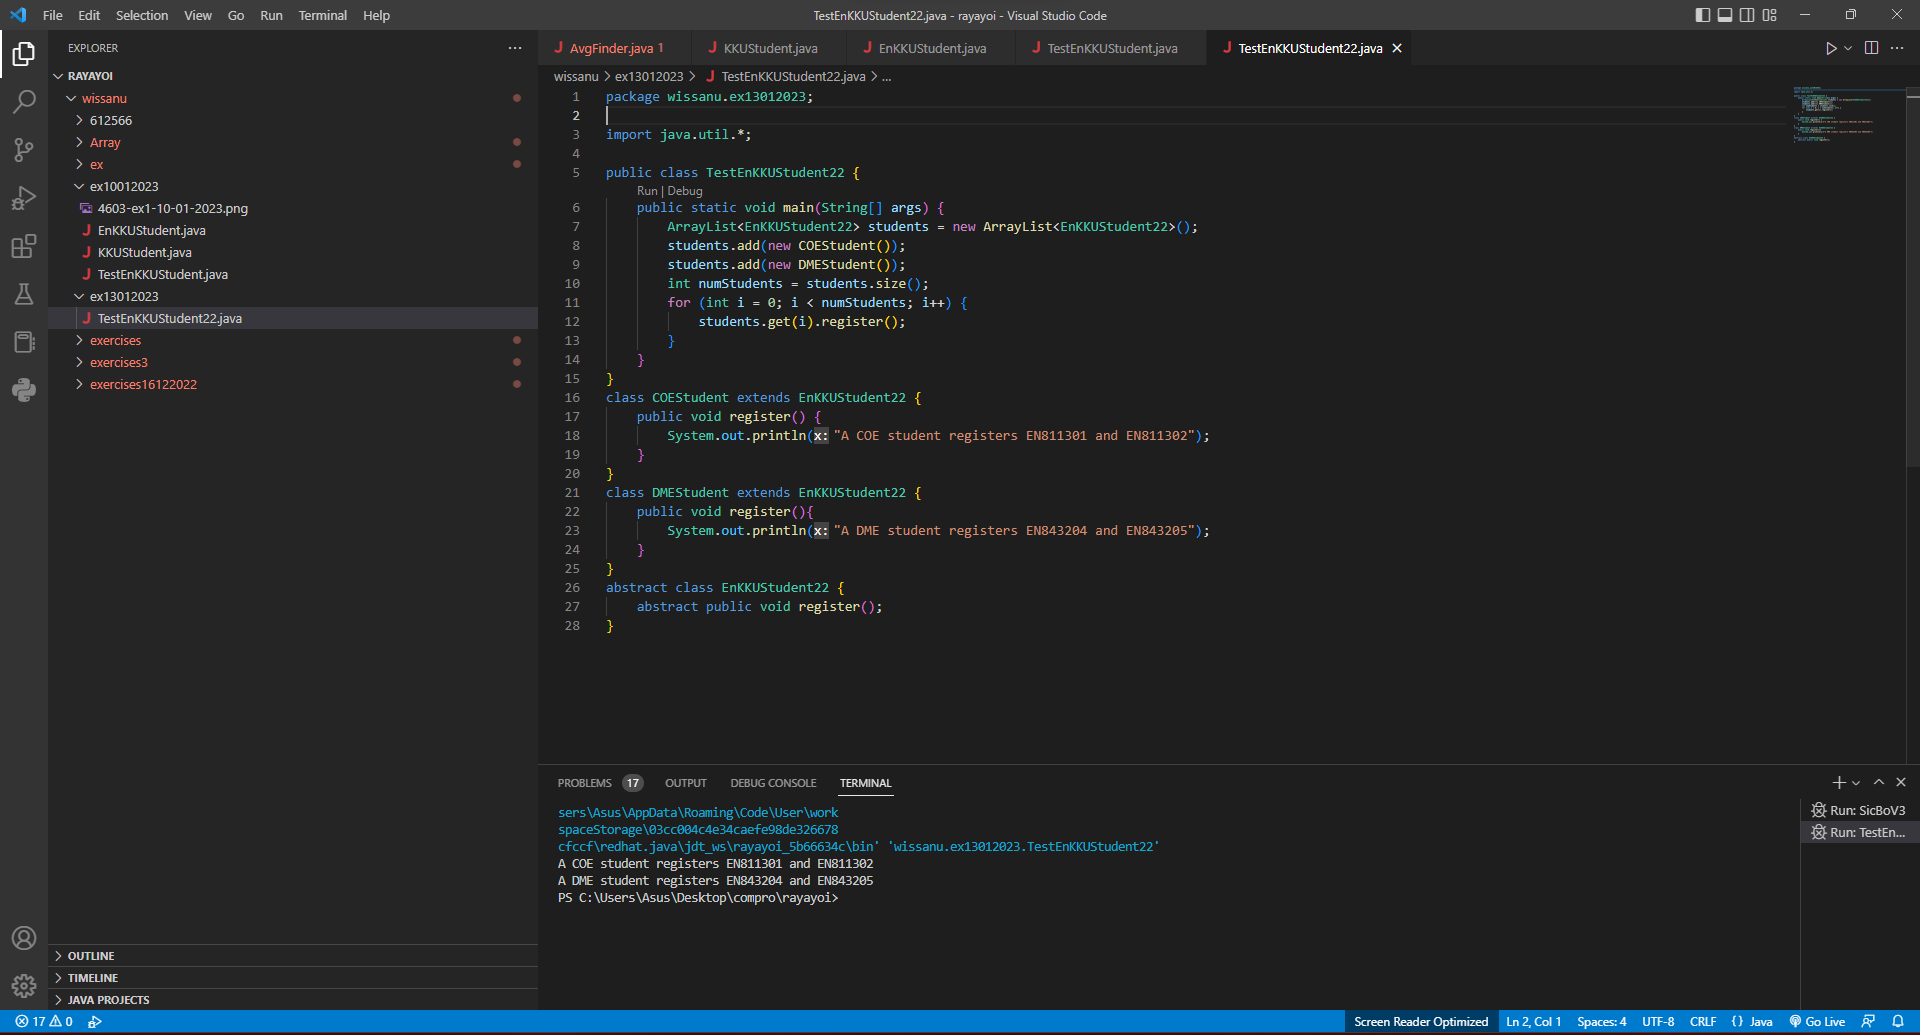 File Edit Selection View Go Run Terminal Help
TestEnKKUStudent22.java - rayayoi - Visual Studio Code
EXPLORER
RAYAYOI
wissanu
612566
Array
ex
ex10012023
4603-ex1-10-01-2023.png
EnKKUStudent.java
KKUStudent.java
TestEnKKUStudent.java
ex13012023
TestEnKKUStudent22.java
exercises
exercises3
exercises16122022
OUTLINE
TIMELINE
JAVA PROJECTS
AvgFinder.java 1 KKUStudent.java EnKKUStudent.java TestEnKKUStudent.java TestEnKKUStudent22.java
wissanu > ex13012023 > TestEnKKUStudent22.java > ...
1 package wissanu.ex13012023;
2
3 import java.util.*;
4
5 public class TestEnKKUStudent22 {
Run | Debug
6 public static void main(String[] args) {
7 ArrayList<EnKKUStudent22> students = new ArrayList<EnKKUStudent22>();
8 students.add(new COEStudent());
9 students.add(new DMEStudent());
10 int numStudents = students.size();
11 for (int i = 0; i < numStudents; i++) {
12 students.get(i).register();
13 }
14 }
15 }
16 class COEStudent extends EnKKUStudent22 {
17 public void register() {
18 System.out.println(x: "A COE student registers EN811301 and EN811302");
19 }
20 }
21 class DMEStudent extends EnKKUStudent22 {
22 public void register(){
23 System.out.println(x: "A DME student registers EN843204 and EN843205");
24 }
25 }
26 abstract class EnKKUStudent22 {
27 abstract public void register();
28 }
PROBLEMS 17 OUTPUT DEBUG CONSOLE TERMINAL
sers\Asus\AppData\Roaming\Code\User\work
spaceStorage\03cc004c4e34caefe98de326678
cfccf\redhat.java\jdt_ws\rayayoi_5b66634c\bin' 'wissanu.ex13012023.TestEnKKUStudent22'
A COE student registers EN811301 and EN811302
A DME student registers EN843204 and EN843205
PS C:\Users\Asus\Desktop\compro\rayayoi>
Run: SicBoV3
Run: TestEn...
17 0
Screen Reader Optimized Ln 2, Col 1 Spaces: 4 UTF-8 CRLF {} Java Go Live